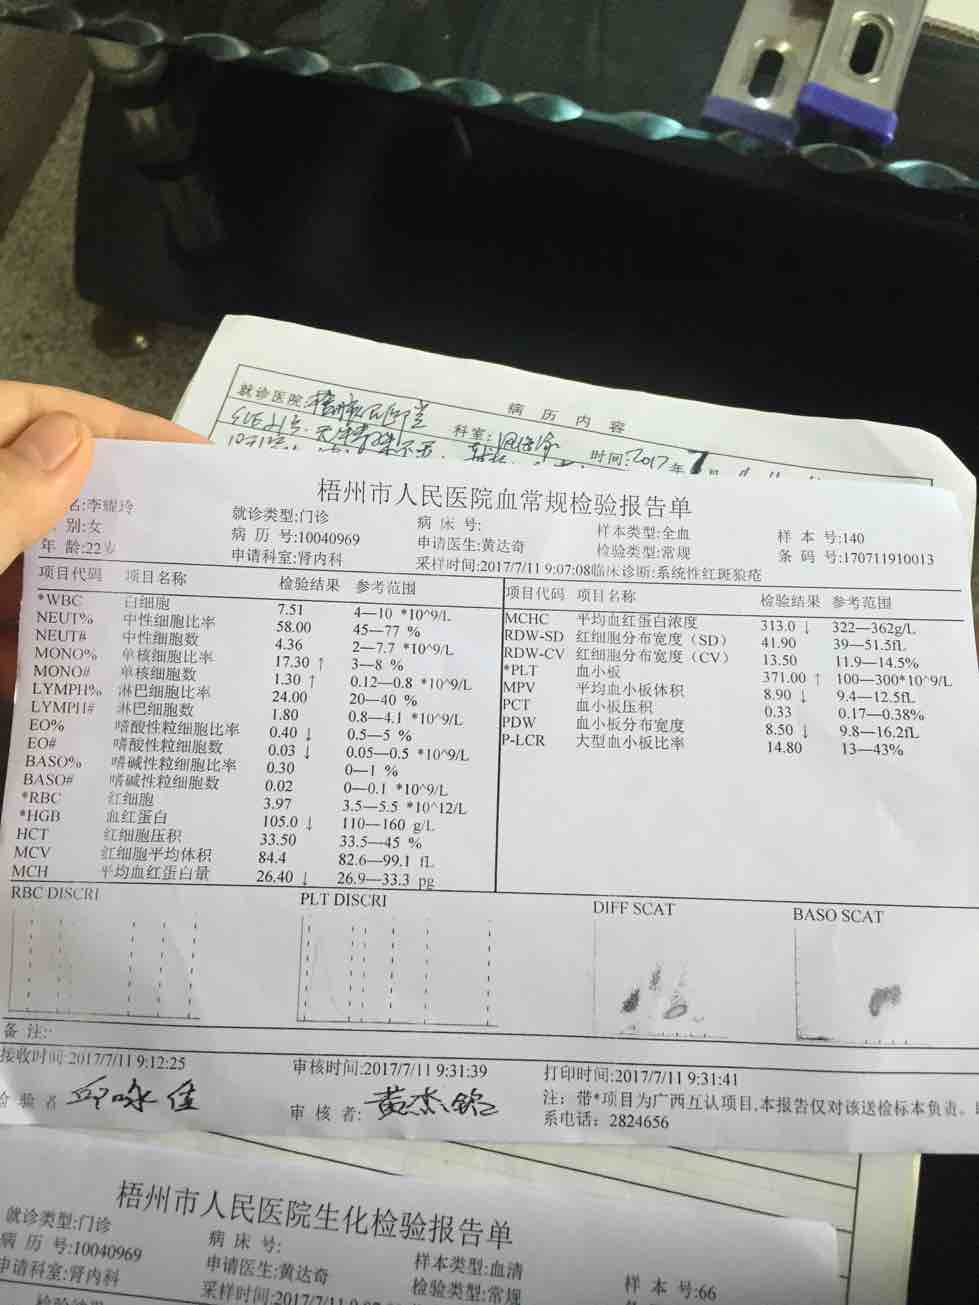 就诊医院
病 历 内 容
科室:
时间:2017年7
梧州市人民医院血常规检验报告单
名:李耀玲
就诊类型:门诊
病 床 号:
样本类型:全血
样 本 号:140
别:女
病 历 号:10040969
申请医生:黄达奇
检验类型:常规
条 码 号:170711910013
年 龄:22岁
申请科室:肾内科
采样时间:2017/7/11 9:07:08临床诊断:系统性红斑狼疮
项目代码 项目名称 检验结果 参考范围
*WBC 白细胞 7.51 4—10 *10^9/L
NEUT% 中性细胞比率 58.00 45—77 %
NEUT# 中性细胞数 4.36 2—7.7 *10^9/L
MONO% 单核细胞比率 17.30 ↑ 3—8 %
MONO# 单核细胞数 1.30 ↑ 0.12—0.8 *10^9/L
LYMPH% 淋巴细胞比率 24.00 20—40 %
LYMPH# 淋巴细胞数 1.80 0.8—4.1 *10^9/L
EO% 嗜酸性粒细胞比率 0.40 ↓ 0.5—5 %
EO# 嗜酸性粒细胞数 0.03 ↓ 0.05—0.5 *10^9/L
BASO% 嗜碱性粒细胞比率 0.30 0—1 %
BASO# 嗜碱性粒细胞数 0.02 0—0.1 *10^9/L
*RBC 红细胞 3.97 3.5—5.5 *10^12/L
*HGB 血红蛋白 105.0 ↓ 110—160 g/L
HCT 红细胞压积 33.50 33.5—45 %
MCV 红细胞平均体积 84.4 82.6—99.1 fL
MCH 平均血红蛋白量 26.40 ↓ 26.9—33.3 pg
项目代码 项目名称 检验结果 参考范围
MCHC 平均血红蛋白浓度 313.0 ↓ 322—362g/L
RDW-SD 红细胞分布宽度（SD） 41.90 39—51.5fL
RDW-CV 红细胞分布宽度（CV） 13.50 11.9—14.5%
*PLT 血小板 371.00 ↑ 100—300*10^9/L
MPV 平均血小板体积 8.90 ↓ 9.4—12.5fL
PCT 血小板压积 0.33 0.17—0.38%
PDW 血小板分布宽度 8.50 ↓ 9.8—16.2fL
P-LCR 大型血小板比率 14.80 13—43%
RBC DISCRI
PLT DISCRI
DIFF SCAT
BASO SCAT
备 注:
接收时间:2017/7/11 9:12:25
审核时间:2017/7/11 9:31:39
打印时间:2017/7/11 9:31:41
检 验 者
审 核 者:
注：带*项目为广西互认项目,本报告仅对该送检标本负责。
系电话：2824656
梧州市人民医院生化检验报告单
就诊类型:门诊
病 床 号:
样本类型:血清
样 本 号:66
病 历 号:10040969
申请医生:黄达奇
检验类型:常规
申请科室:肾内科
采样时间:2017/7/11